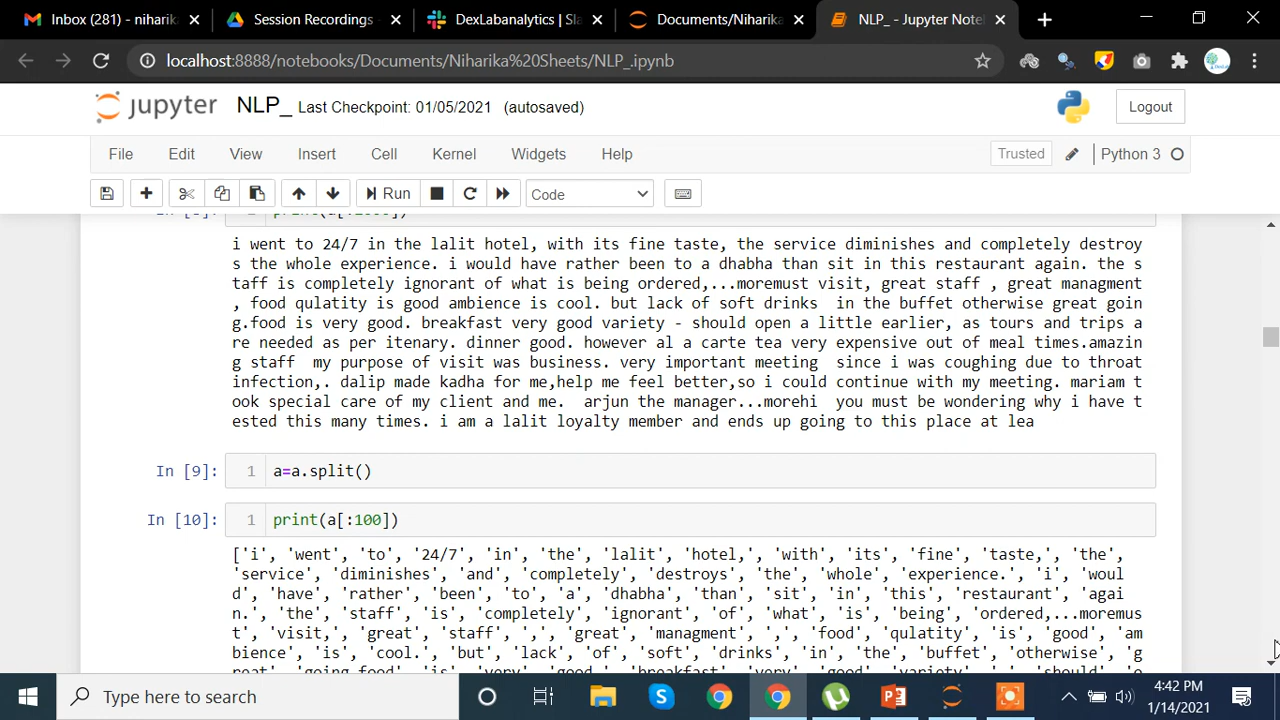 Inbox (281) - niharika
Session Recordings
DexLabanalytics | Sla
Documents/Niharika
NLP_ - Jupyter Note
localhost:8888/notebooks/Documents/Niharika%20Sheets/NLP_.ipynb
jupyter NLP_ Last Checkpoint: 01/05/2021 (autosaved)
Logout
File Edit View Insert Cell Kernel Widgets Help
Trusted Python 3
Run Code
i went to 24/7 in the lalit hotel, with its fine taste, the service diminishes and completely destroy
s the whole experience. i would have rather been to a dhabha than sit in this restaurant again. the s
taff is completely ignorant of what is being ordered,...moremust visit, great staff , great managment
, food qulatity is good ambience is cool. but lack of soft drinks  in the buffet otherwise great goin
g.food is very good. breakfast very good variety - should open a little earlier, as tours and trips a
re needed as per itenary. dinner good. however al a carte tea very expensive out of meal times.amazin
g staff  my purpose of visit was business. very important meeting  since i was coughing due to throat
infection,. dalip made kadha for me,help me feel better,so i could continue with my meeting. mariam t
ook special care of my client and me.  arjun the manager...morehi  you must be wondering why i have t
ested this many times. i am a lalit loyalty member and ends up going to this place at lea
In [9]: 1 a=a.split()
In [10]: 1 print(a[:100])
['i', 'went', 'to', '24/7', 'in', 'the', 'lalit', 'hotel,', 'with', 'its', 'fine', 'taste,', 'the',
'service', 'diminishes', 'and', 'completely', 'destroys', 'the', 'whole', 'experience.', 'i', 'woul
d', 'have', 'rather', 'been', 'to', 'a', 'dhabha', 'than', 'sit', 'in', 'this', 'restaurant', 'agai
n.', 'the', 'staff', 'is', 'completely', 'ignorant', 'of', 'what', 'is', 'being', 'ordered,...moremus
t', 'visit,', 'great', 'staff', ',', 'great', 'managment', ',', 'food', 'qulatity', 'is', 'good', 'am
bience', 'is', 'cool.', 'but', 'lack', 'of', 'soft', 'drinks', 'in', 'the', 'buffet', 'otherwise', 'g
Type here to search
4:42 PM
1/14/2021